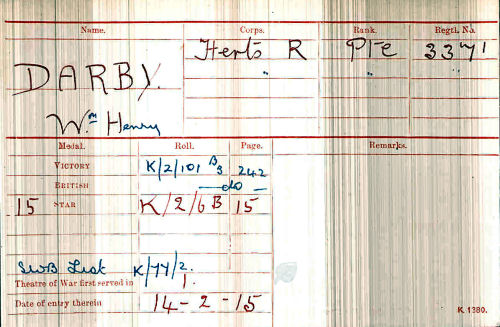 Name. Corps. Rank. Regtl. No.
DARBY. Herts R Pte 3371
" " "
Wm Henry
Medal. Roll. Page. Remarks.
VICTORY K/2/101 B3 242
BRITISH —do—
15 STAR K/2/6B 15
SWB List K/77/2.
Theatre of War first served in 1.
Date of entry therein 14-2-15
K 1380.